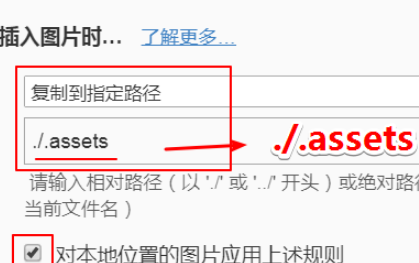 插入图片时... 了解更多...
复制到指定路径
./.assets ./.assets
请输入相对路径（以 './' 或 '../' 开头）或绝对路
当前文件名）
对本地位置的图片应用上述规则